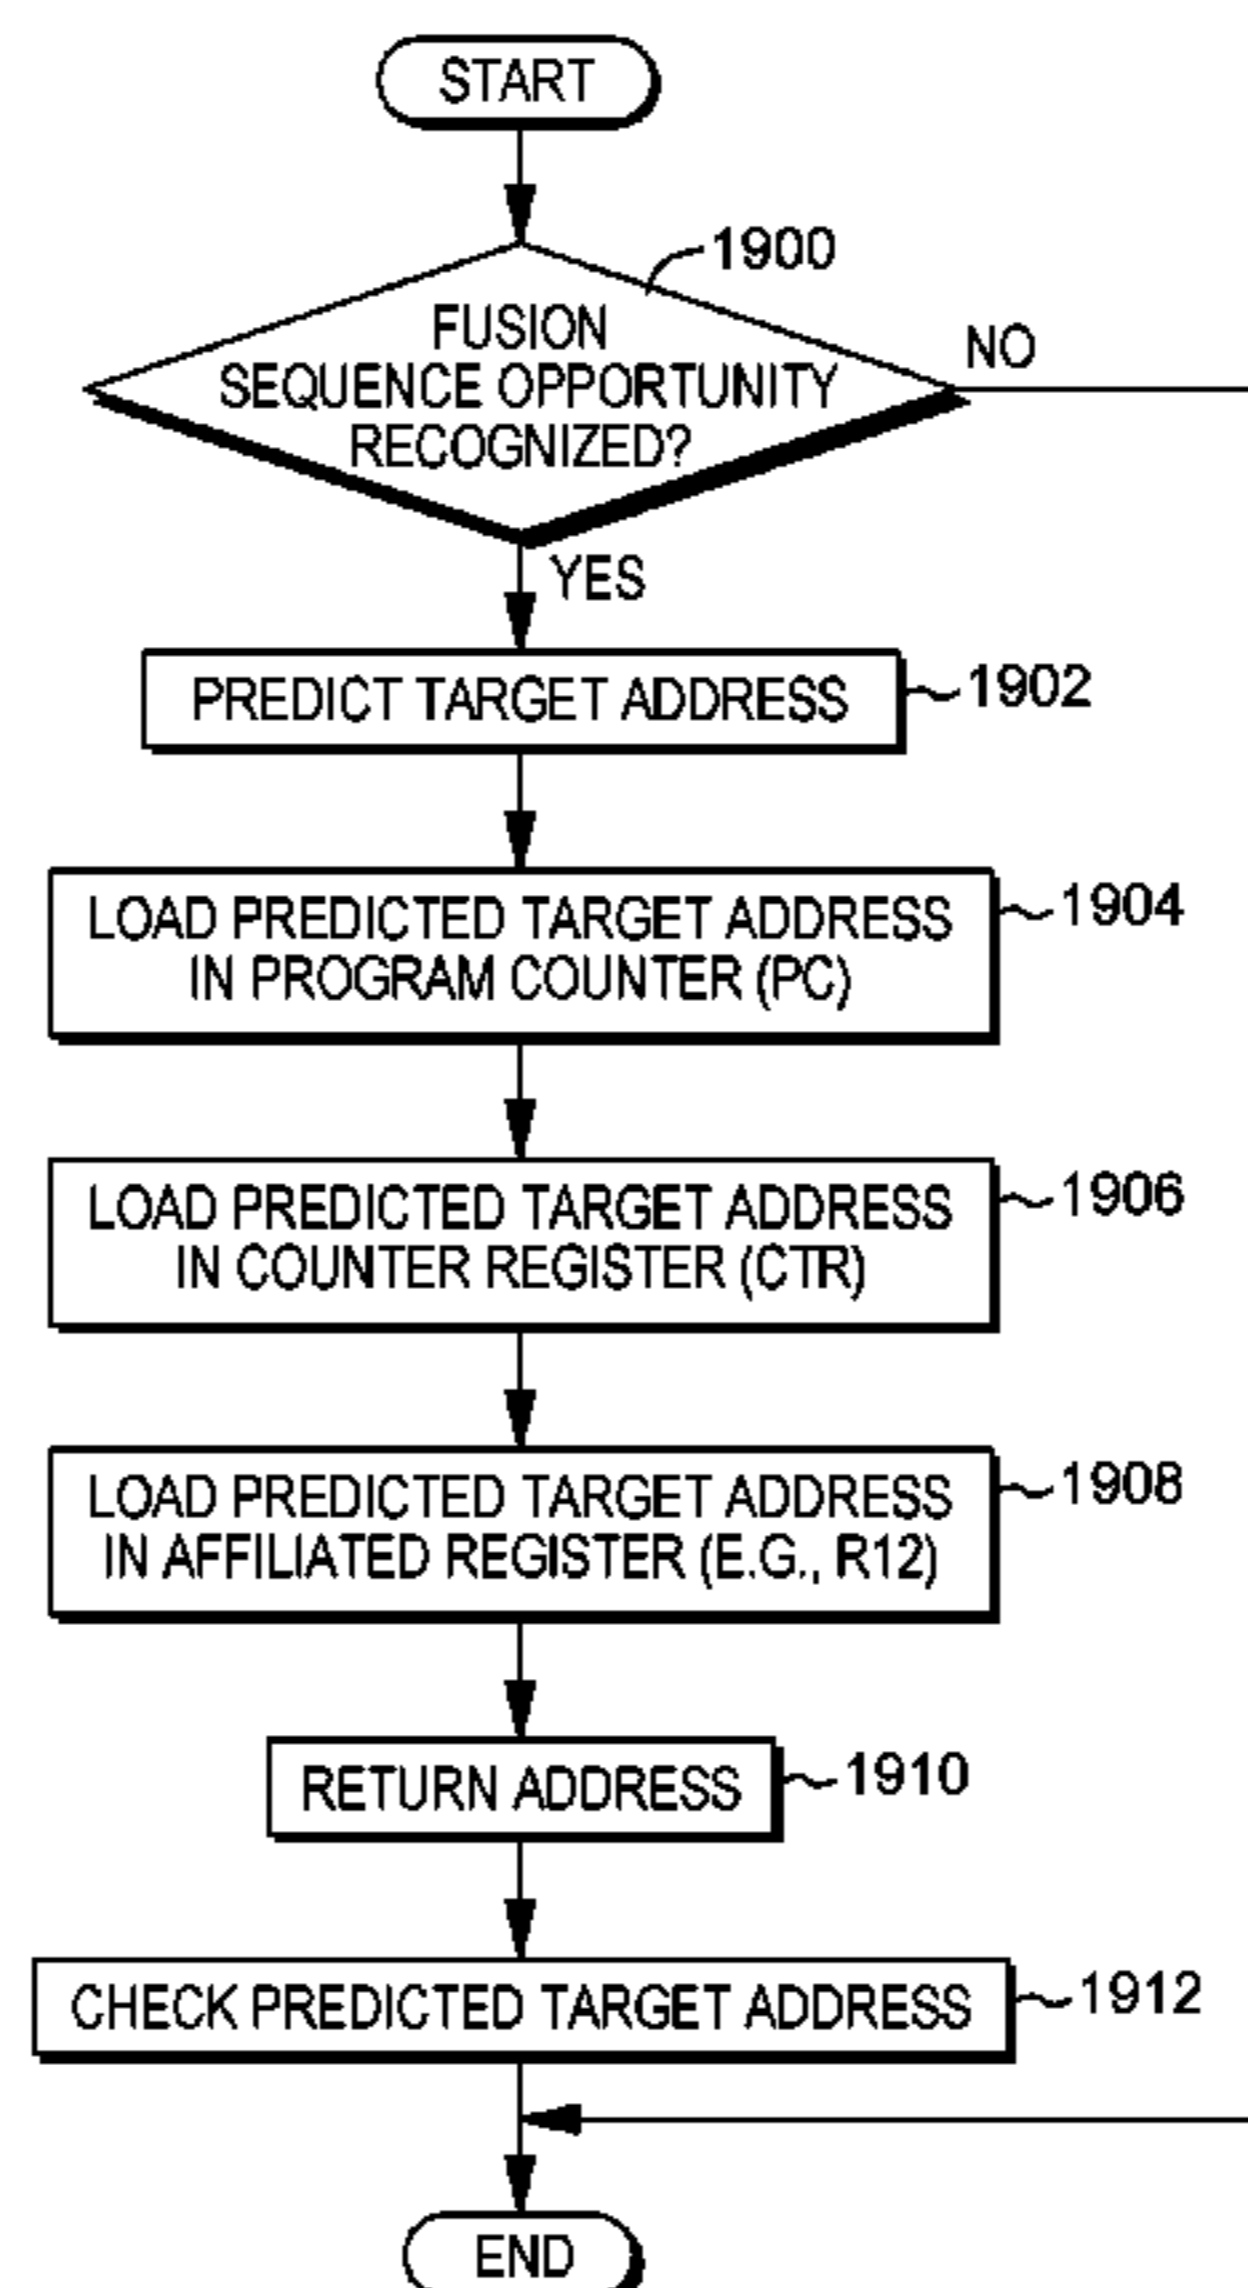 START
1900
FUSION
SEQUENCE OPPORTUNITY
RECOGNIZED?
NO
YES
PREDICT TARGET ADDRESS
1902
LOAD PREDICTED TARGET ADDRESS
IN PROGRAM COUNTER (PC)
1904
LOAD PREDICTED TARGET ADDRESS
IN COUNTER REGISTER (CTR)
1906
LOAD PREDICTED TARGET ADDRESS
IN AFFILIATED REGISTER (E.G., R12)
1908
RETURN ADDRESS
1910
CHECK PREDICTED TARGET ADDRESS
1912
END